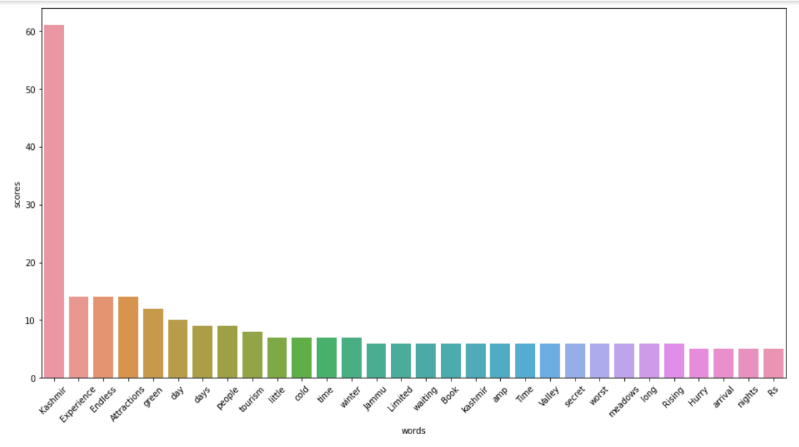 60
50
40
30
20
10
0
scores
Kashmir
Experience
Endless
Attractions
green
day
days
people
tourism
little
cold
time
winter
Jammu
Limited
waiting
Book
kashmir
amp
Time
Valley
secret
worst
meadows
long
Rising
Hurry
arrival
nights
Rs
words